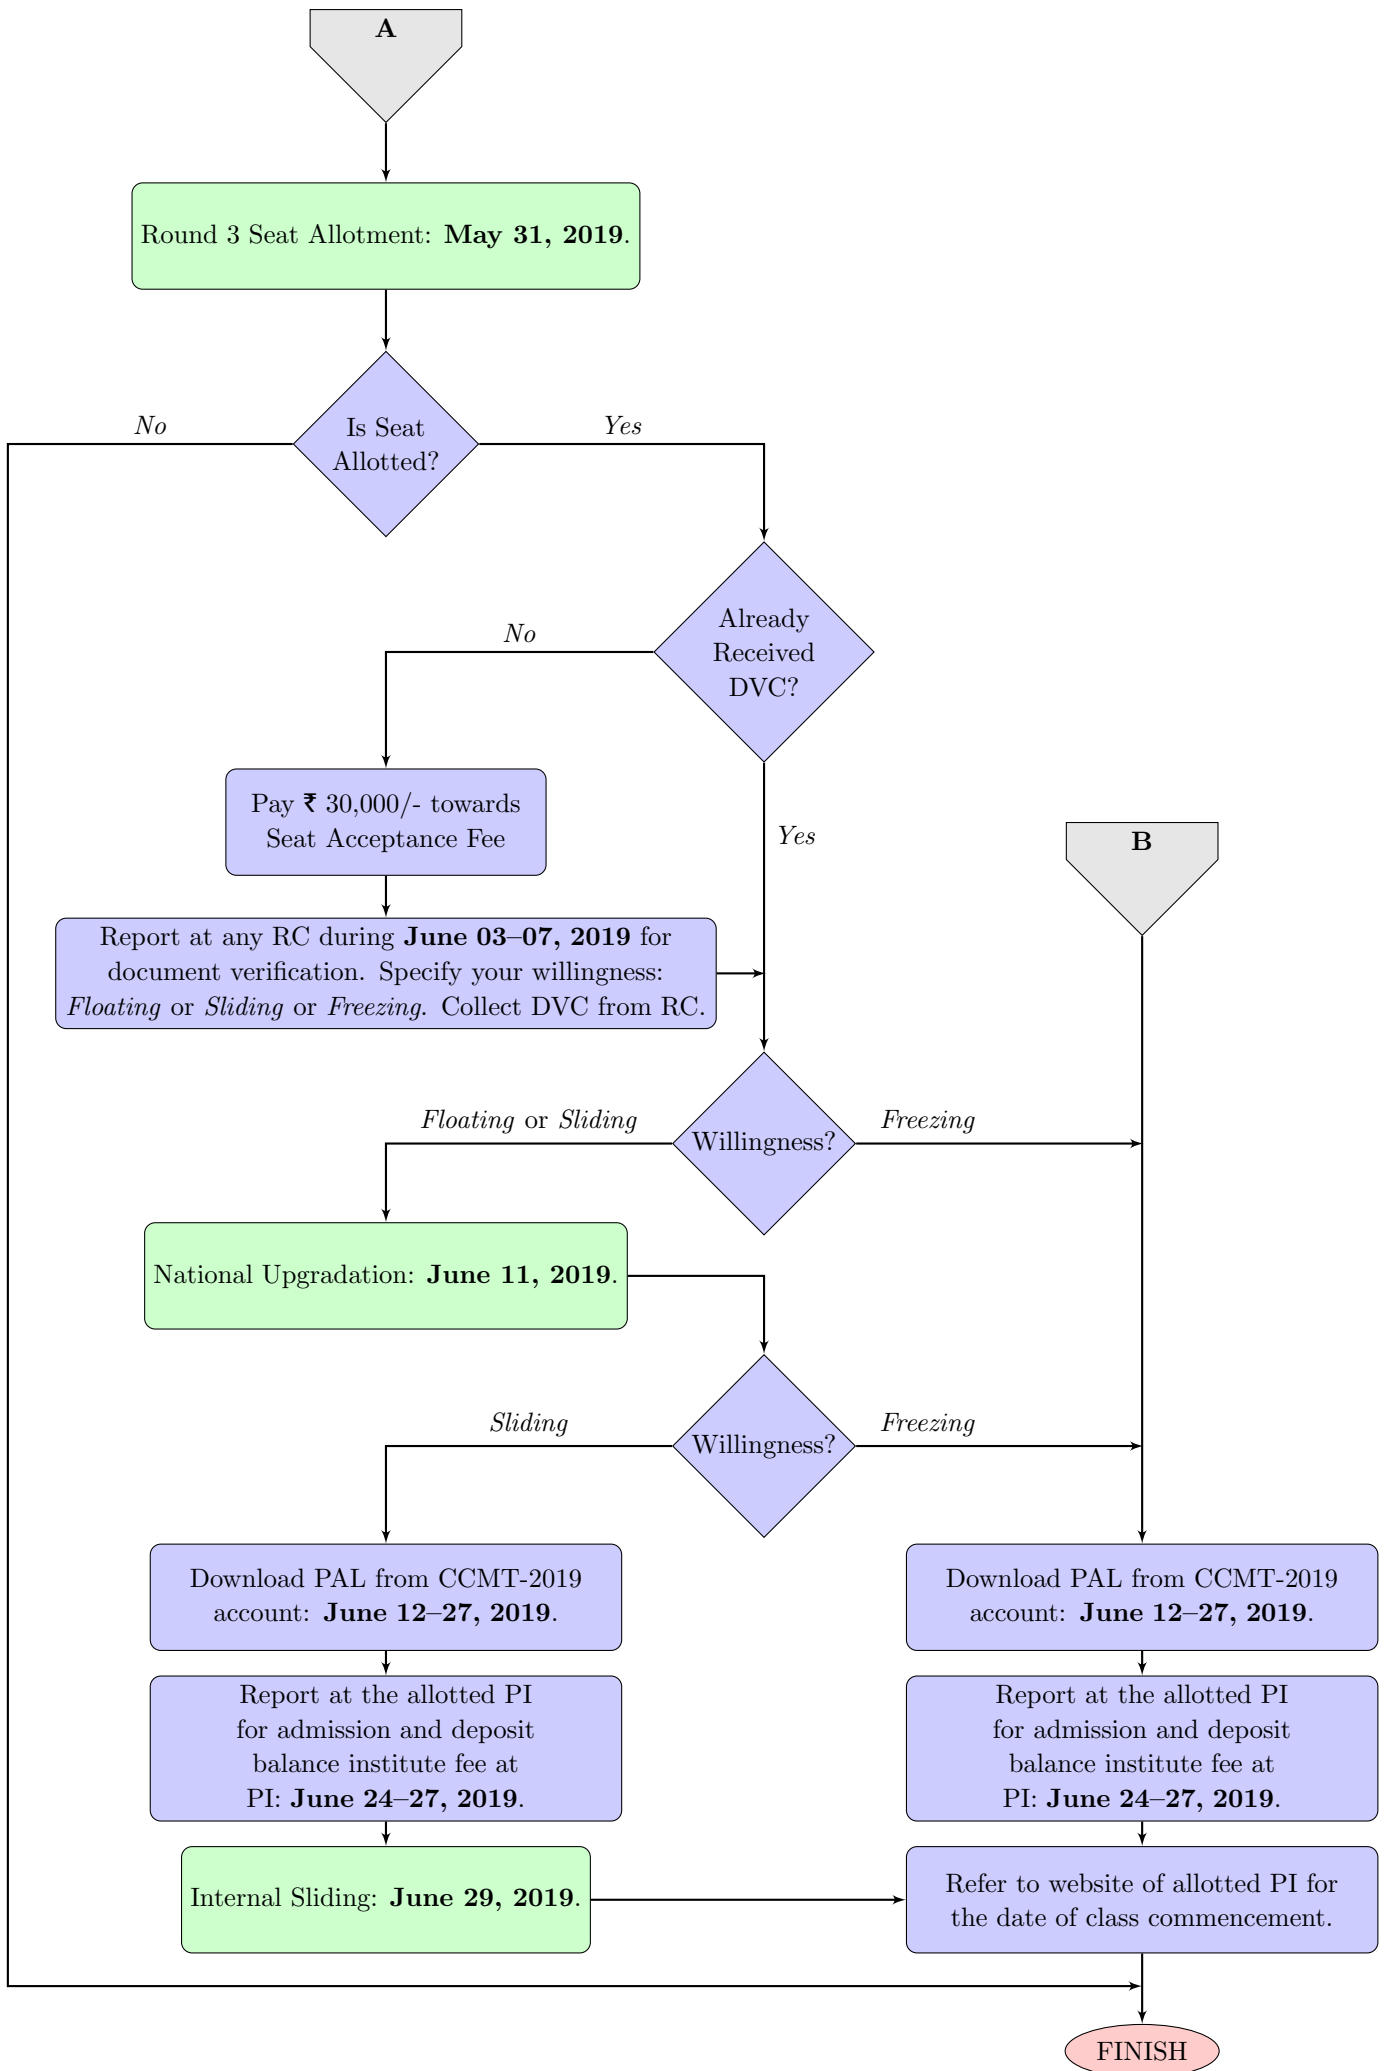 A
Round 3 Seat Allotment: May 31, 2019.
Is Seat
Allotted?
No
Yes
Already
Received
DVC?
No
Yes
Pay ₹ 30,000/- towards
Seat Acceptance Fee
B
Report at any RC during June 03–07, 2019 for
document verification. Specify your willingness:
Floating or Sliding or Freezing. Collect DVC from RC.
Willingness?
Floating or Sliding
Freezing
National Upgradation: June 11, 2019.
Willingness?
Sliding
Freezing
Download PAL from CCMT-2019
account: June 12–27, 2019.
Report at the allotted PI
for admission and deposit
balance institute fee at
PI: June 24–27, 2019.
Internal Sliding: June 29, 2019.
Download PAL from CCMT-2019
account: June 12–27, 2019.
Report at the allotted PI
for admission and deposit
balance institute fee at
PI: June 24–27, 2019.
Refer to website of allotted PI for
the date of class commencement.
FINISH